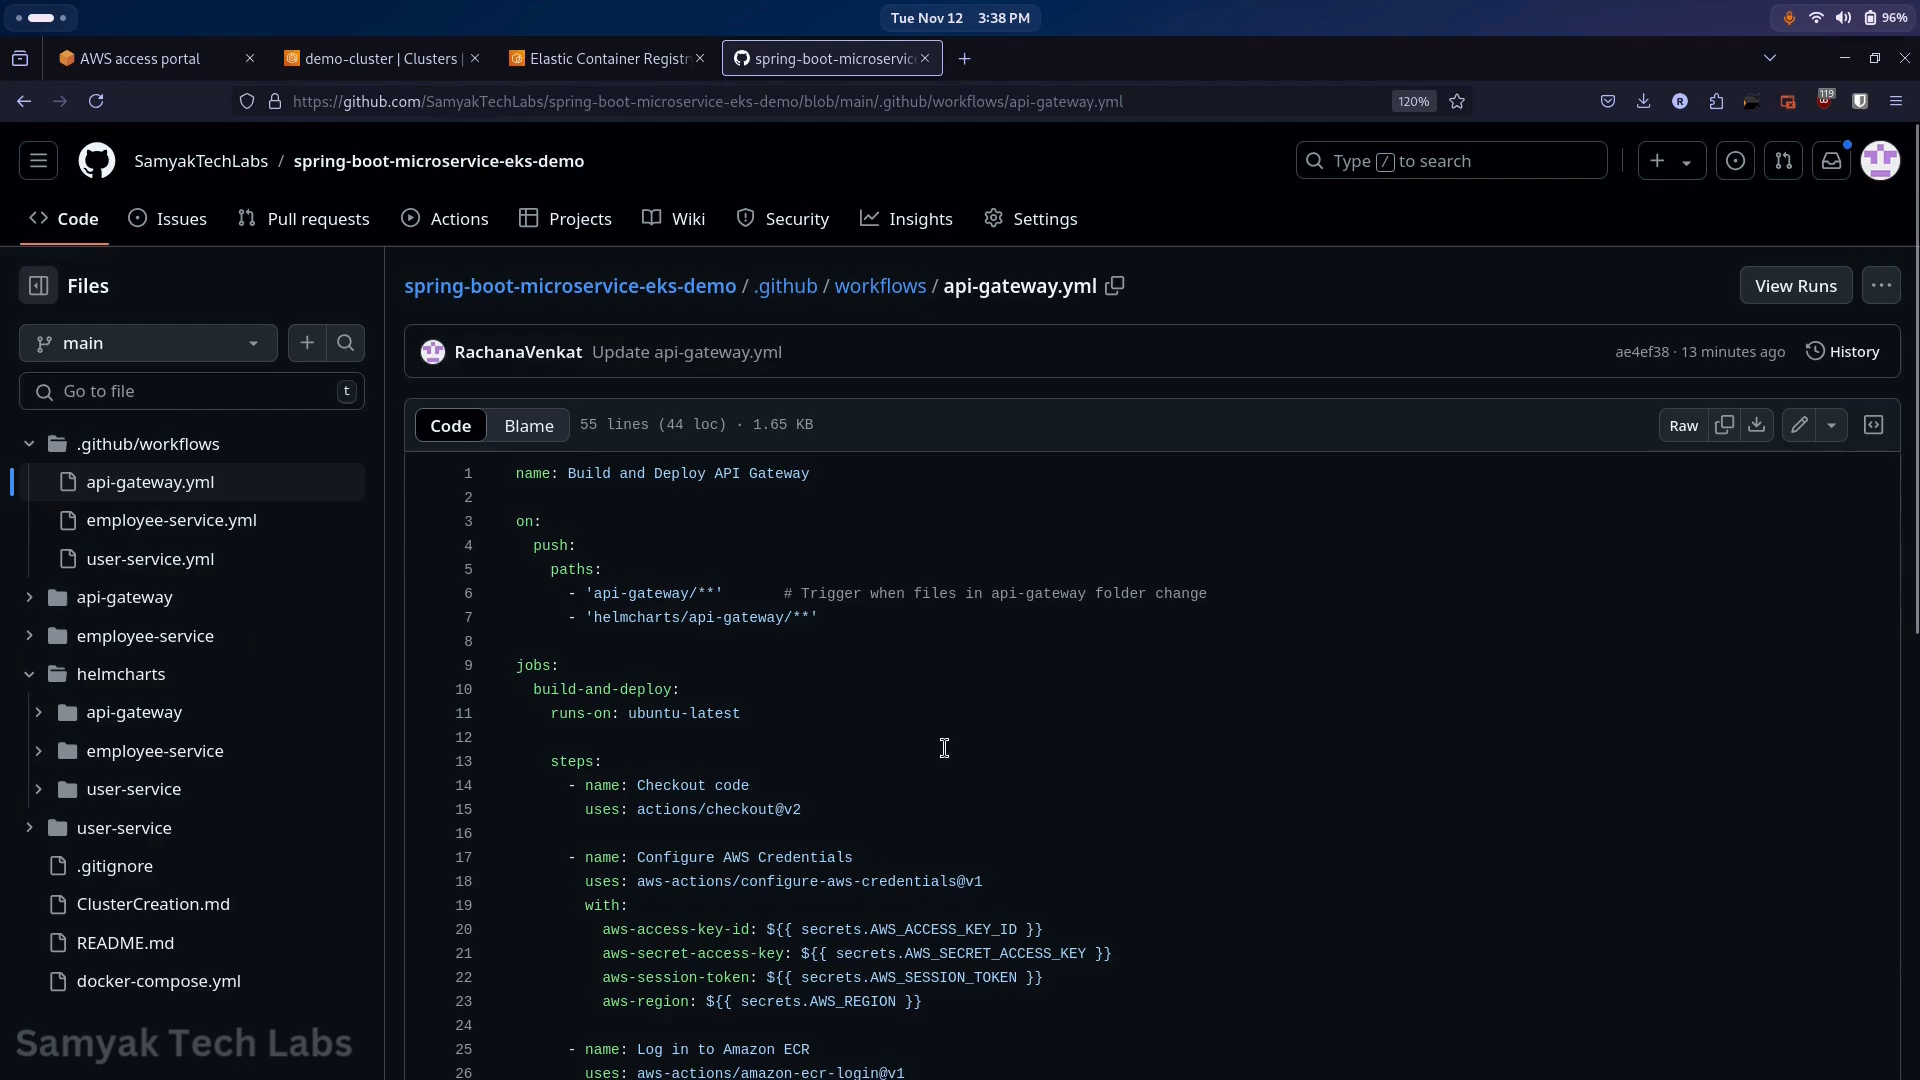 Tue Nov 12 3:38 PM
96%
AWS access portal
demo-cluster | Clusters |
Elastic Container Registr
spring-boot-microservic
https://github.com/SamyakTechLabs/spring-boot-microservice-eks-demo/blob/main/.github/workflows/api-gateway.yml
120%
119
SamyakTechLabs / spring-boot-microservice-eks-demo
Type / to search
Code
Issues
Pull requests
Actions
Projects
Wiki
Security
Insights
Settings
Files
main
Go to file
t
.github/workflows
api-gateway.yml
employee-service.yml
user-service.yml
api-gateway
employee-service
helmcharts
api-gateway
employee-service
user-service
user-service
.gitignore
ClusterCreation.md
README.md
docker-compose.yml
Samyak Tech Labs
spring-boot-microservice-eks-demo / .github / workflows / api-gateway.yml
View Runs
RachanaVenkat Update api-gateway.yml
ae4ef38 · 13 minutes ago
History
Code
Blame
55 lines (44 loc) · 1.65 KB
Raw
1 name: Build and Deploy API Gateway
2
3 on:
4 push:
5 paths:
6 - 'api-gateway/**' # Trigger when files in api-gateway folder change
7 - 'helmcharts/api-gateway/**'
8
9 jobs:
10 build-and-deploy:
11 runs-on: ubuntu-latest
12
13 steps:
14 - name: Checkout code
15 uses: actions/checkout@v2
16
17 - name: Configure AWS Credentials
18 uses: aws-actions/configure-aws-credentials@v1
19 with:
20 aws-access-key-id: ${{ secrets.AWS_ACCESS_KEY_ID }}
21 aws-secret-access-key: ${{ secrets.AWS_SECRET_ACCESS_KEY }}
22 aws-session-token: ${{ secrets.AWS_SESSION_TOKEN }}
23 aws-region: ${{ secrets.AWS_REGION }}
24
25 - name: Log in to Amazon ECR
26 uses: aws-actions/amazon-ecr-login@v1